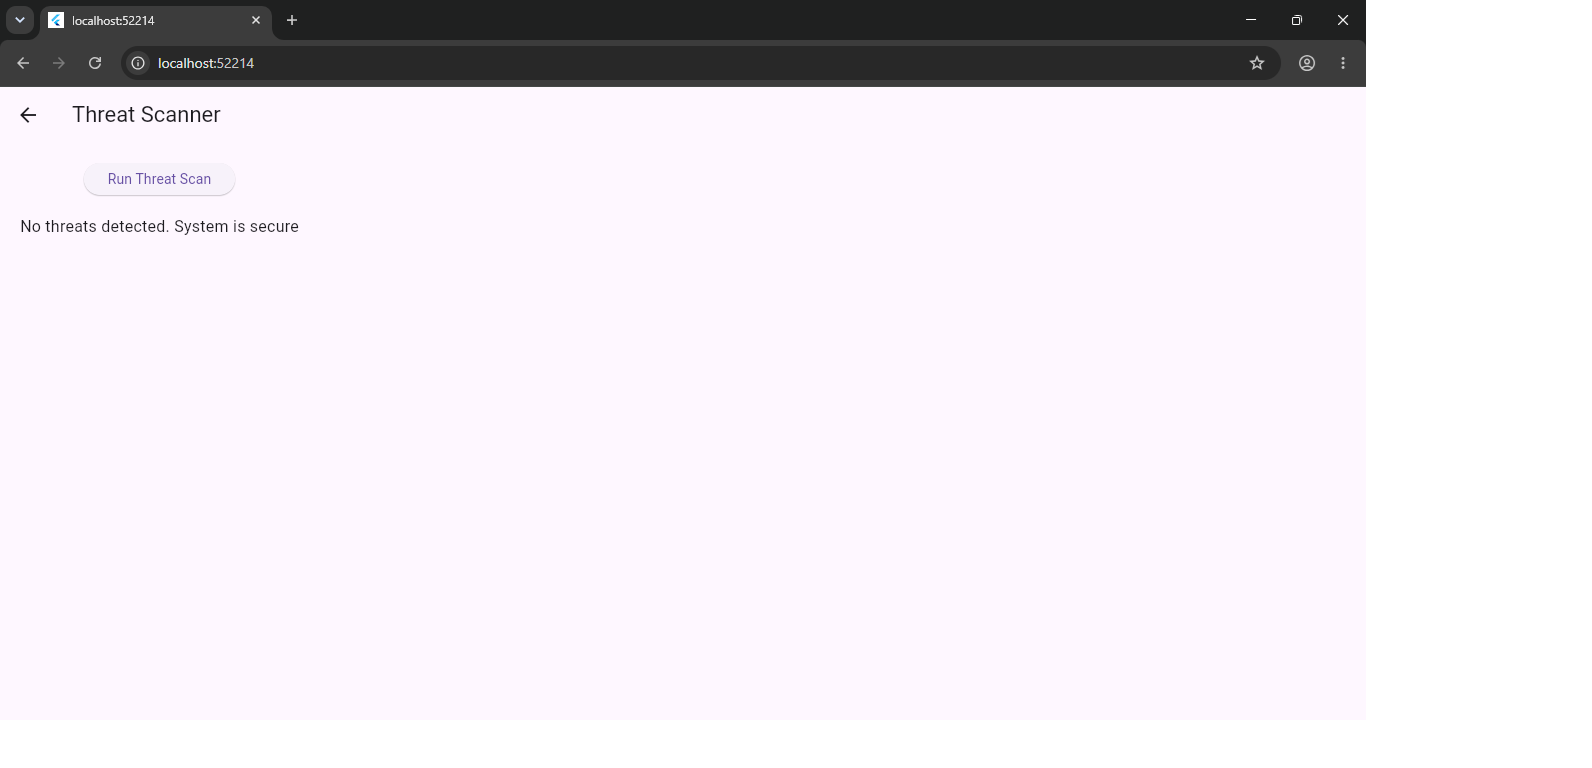 localhost:52214
localhost:52214
Threat Scanner
Run Threat Scan
No threats detected. System is secure